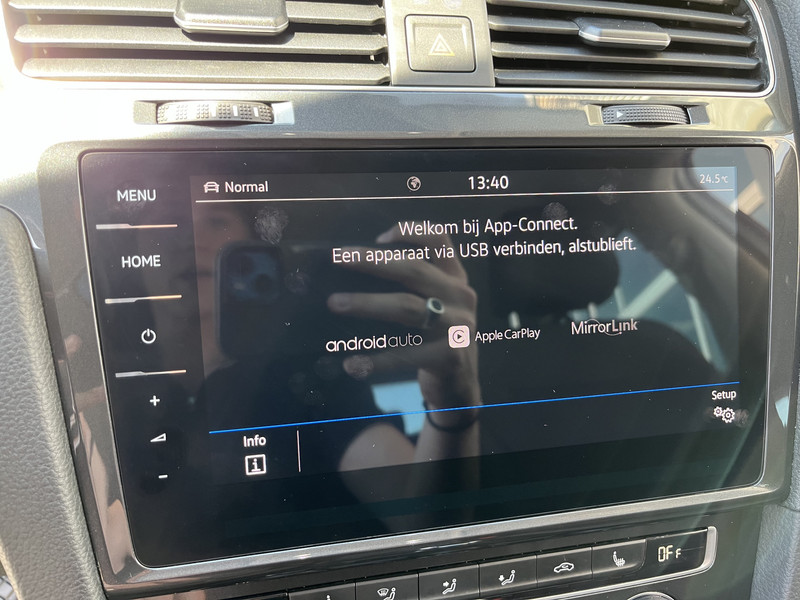 MENU
HOME
+
-
Normal
13:40
24.5°C
Welkom bij App-Connect.
Een apparaat via USB verbinden, alstublieft.
androidauto
Apple CarPlay
MirrorLink
Setup
Info
i
OFF